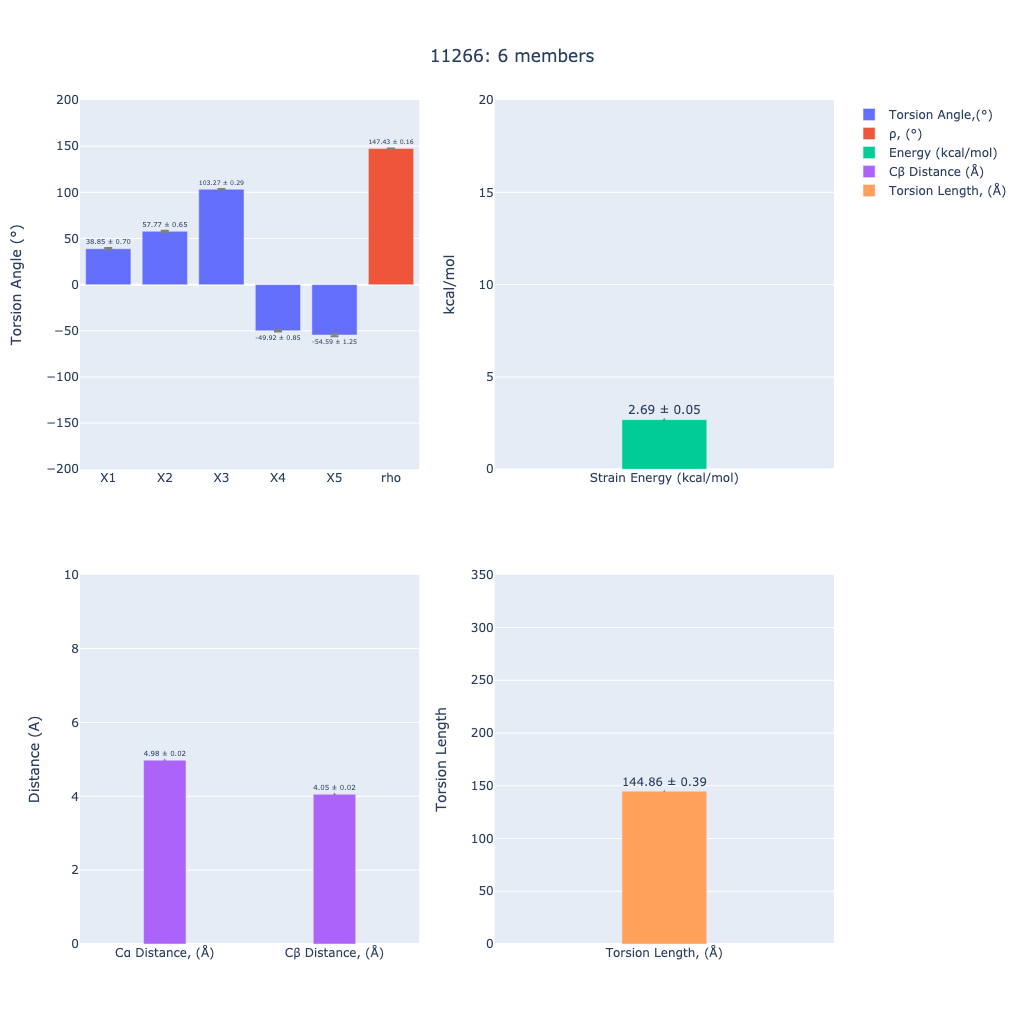 11266: 6 members
Torsion Angle (°)
200
150
100
50
0
−50
−100
−150
−200
38.85 ± 0.70
57.77 ± 0.65
103.27 ± 0.29
-49.92 ± 0.85
-54.59 ± 1.25
147.43 ± 0.16
X1 X2 X3 X4 X5 rho
kcal/mol
20
15
10
5
0
2.69 ± 0.05
Strain Energy (kcal/mol)
Torsion Angle,(°)
ρ, (°)
Energy (kcal/mol)
Cβ Distance (Å)
Torsion Length, (Å)
Distance (A)
10
8
6
4
2
0
4.98 ± 0.02
4.05 ± 0.02
Cα Distance, (Å) Cβ Distance, (Å)
Torsion Length
350
300
250
200
150
100
50
0
144.86 ± 0.39
Torsion Length, (Å)